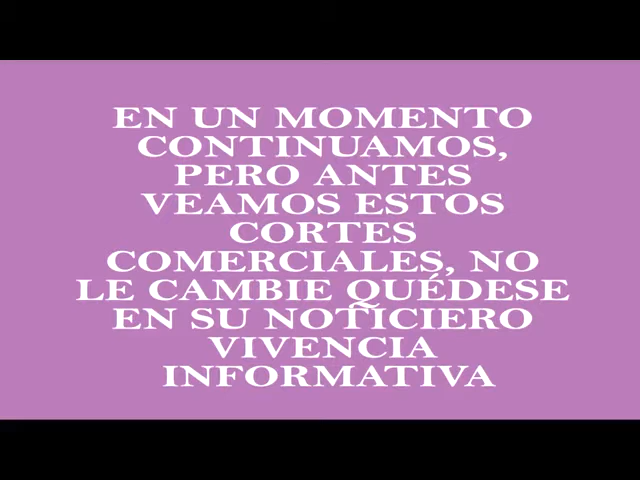 EN UN MOMENTO
CONTINUAMOS,
PERO ANTES
VEAMOS ESTOS
CORTES
COMERCIALES, NO
LE CAMBIE QUÉDESE
EN SU NOTICIERO
VIVENCIA
INFORMATIVA